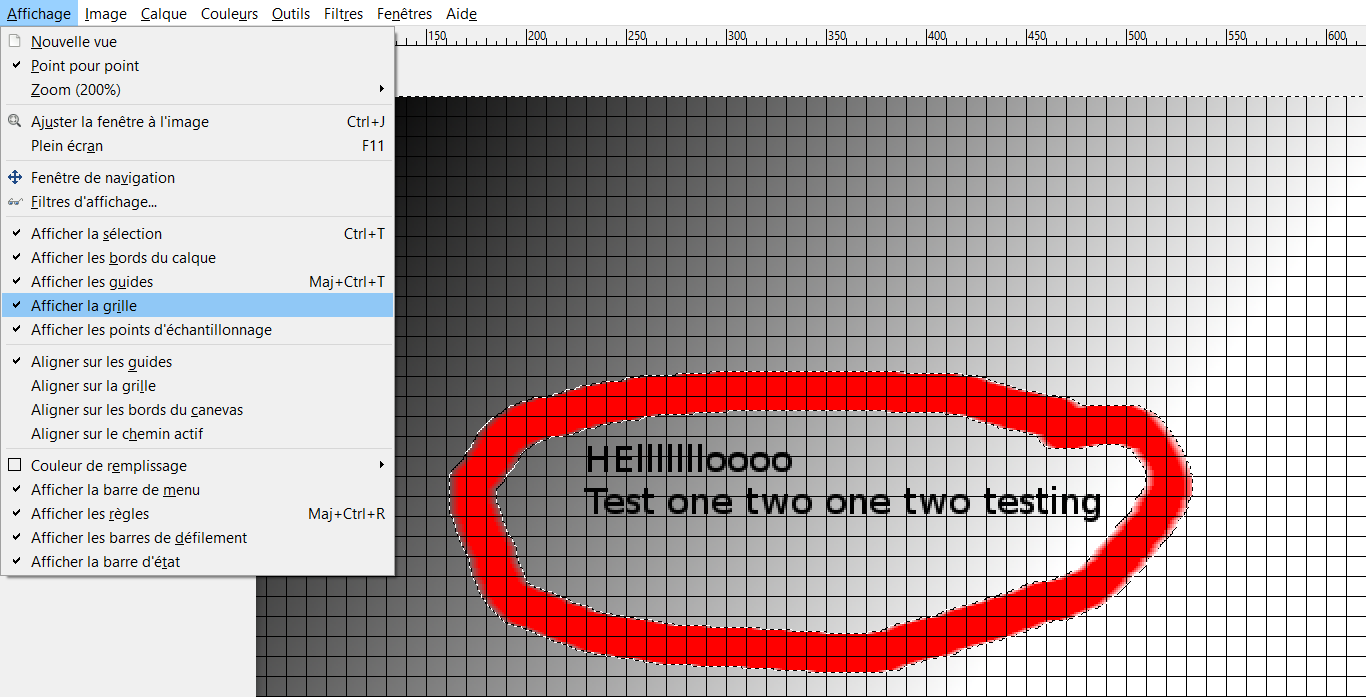 Affichage Image Calque Couleurs Outils Filtres Fenêtres Aide
150 200 250 300 350 400 450 500 550 600
Nouvelle vue
Point pour point
Zoom (200%)
Ajuster la fenêtre à l'image Ctrl+J
Plein écran F11
Fenêtre de navigation
Filtres d'affichage...
Afficher la sélection Ctrl+T
Afficher les bords du calque
Afficher les guides Maj+Ctrl+T
Afficher la grille
Afficher les points d'échantillonnage
Aligner sur les guides
Aligner sur la grille
Aligner sur les bords du canevas
Aligner sur le chemin actif
Couleur de remplissage
Afficher la barre de menu
Afficher les règles Maj+Ctrl+R
Afficher les barres de défilement
Afficher la barre d'état
HEllllllloooo
Test one two one two testing